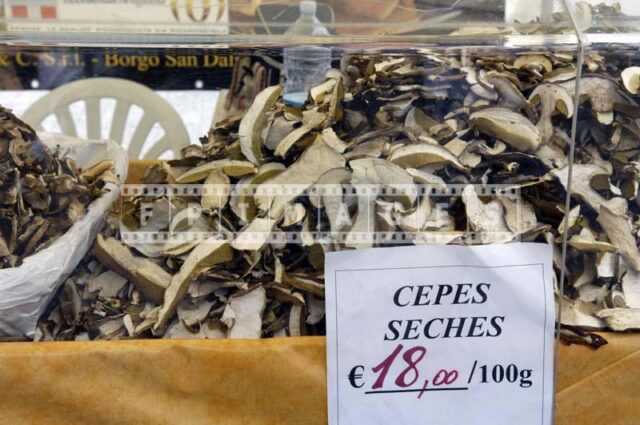 & C. S.r.l. - Borgo San Dal
CEPES
SECHES
€ 18,00 /100g